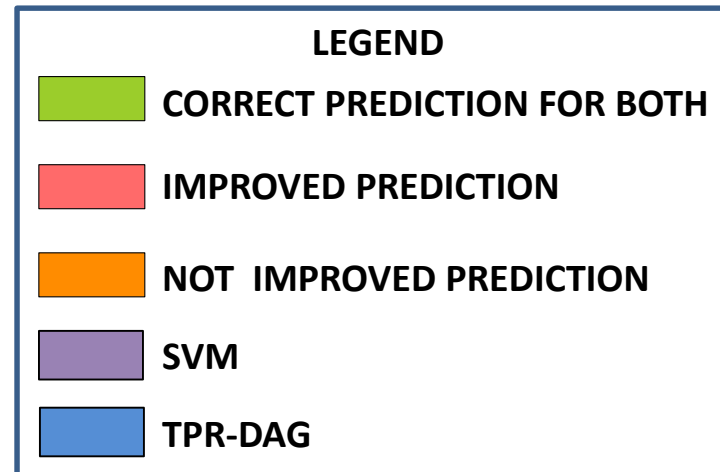 LEGEND
CORRECT PREDICTION FOR BOTH
IMPROVED PREDICTION
NOT IMPROVED PREDICTION
SVM
TPR-DAG